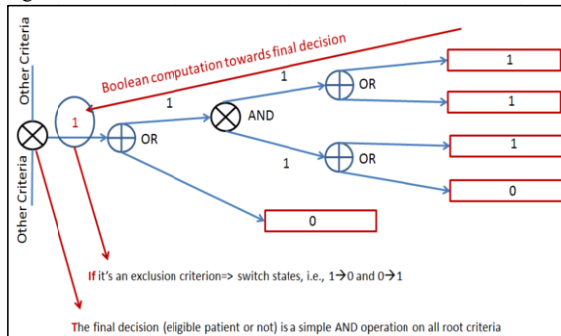 Other Criteria
Other Criteria
Boolean computation towards final decision
1
1
1
OR
1
1
1
OR
AND
1
OR
1
0
0
If it's an exclusion criterion=> switch states, i.e., 1→0 and 0→1
The final decision (eligible patient or not) is a simple AND operation on all root criteria